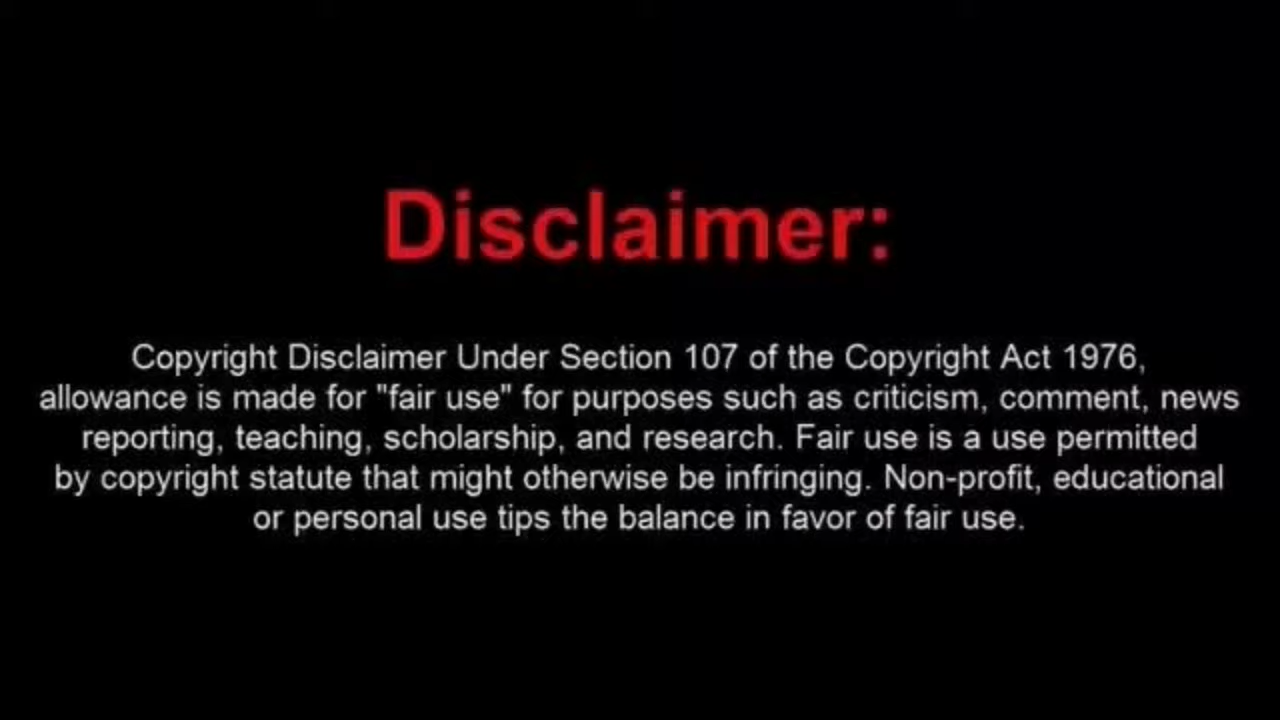 Disclaimer:
Copyright Disclaimer Under Section 107 of the Copyright Act 1976,
allowance is made for "fair use" for purposes such as criticism, comment, news
reporting, teaching, scholarship, and research. Fair use is a use permitted
by copyright statute that might otherwise be infringing. Non-profit, educational
or personal use tips the balance in favor of fair use.